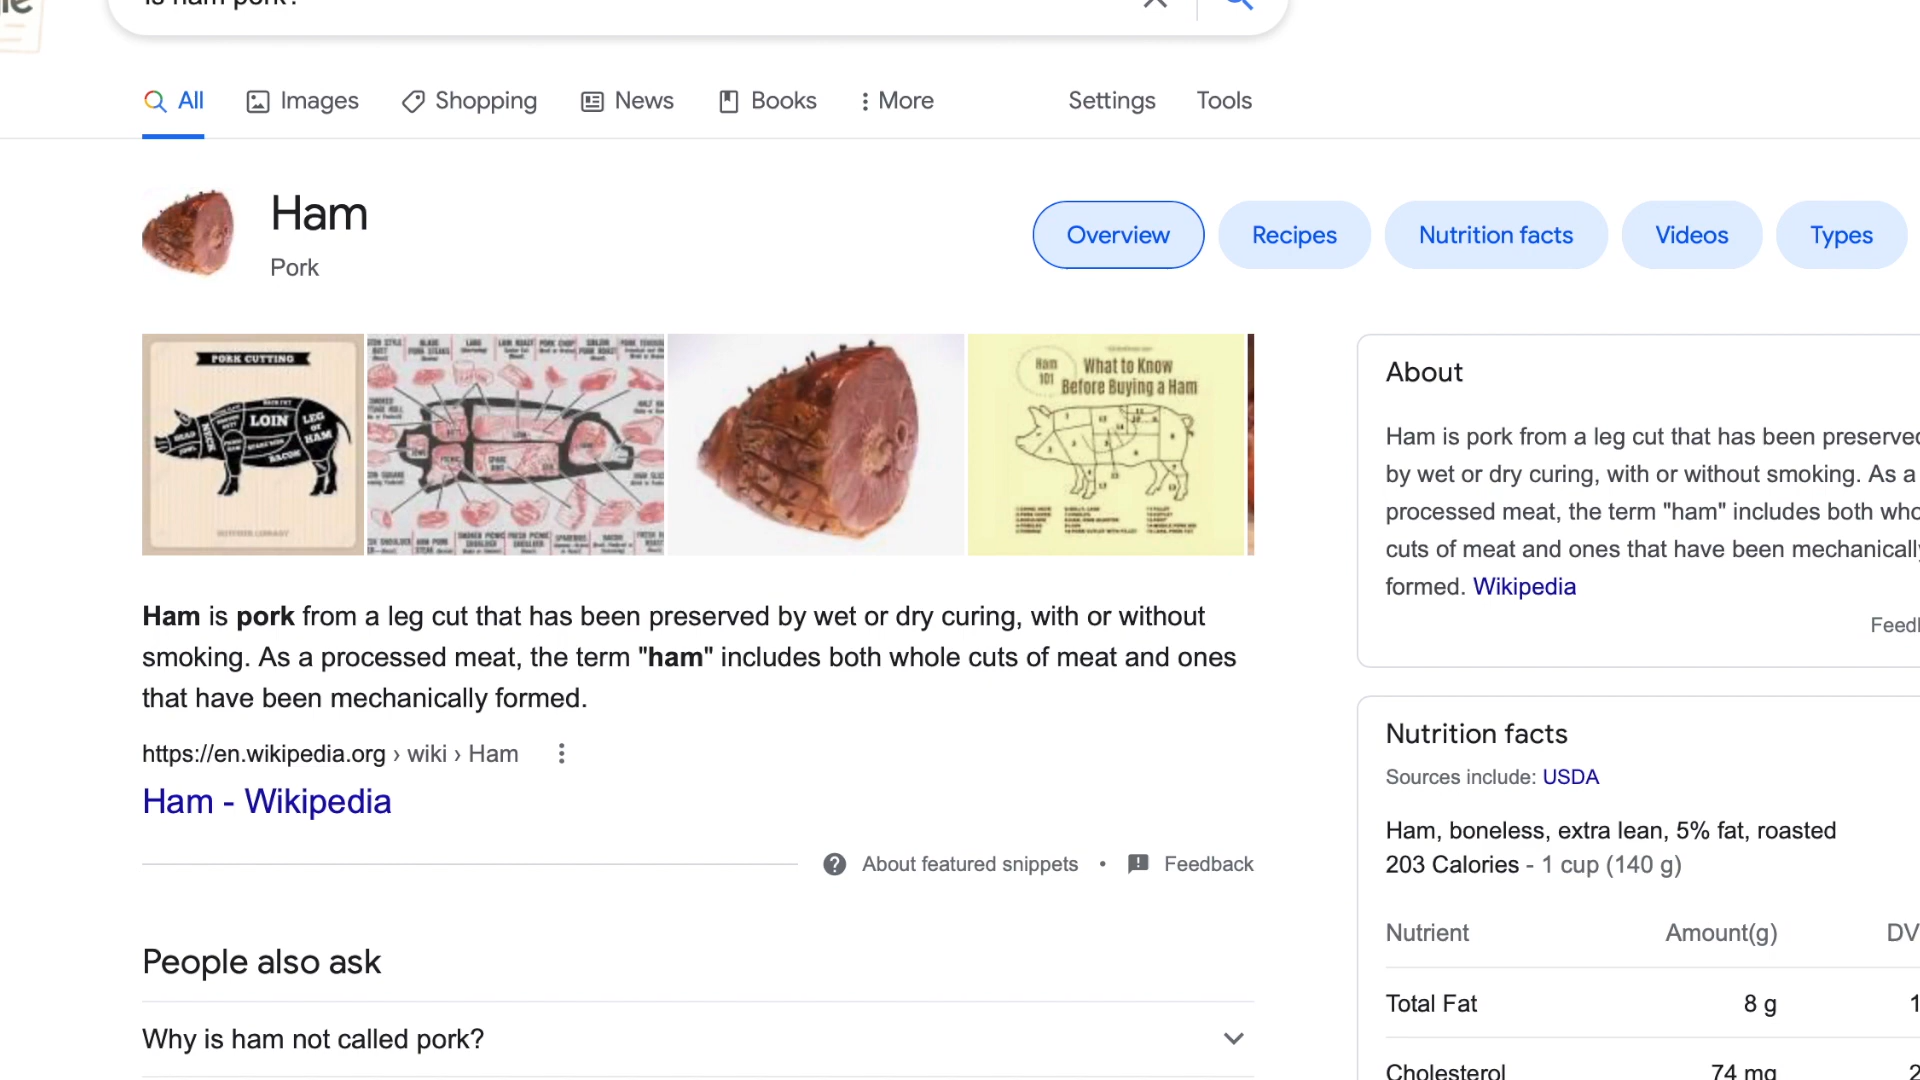 is ham pork?
All
Images
Shopping
News
Books
More
Settings
Tools
Ham
Pork
Overview
Recipes
Nutrition facts
Videos
Types
PORK CUTTING
LOIN
LEG
OR
HAM
BACON
Ham
101
What to Know
Before Buying a Ham
About
Ham is pork from a leg cut that has been preserved
by wet or dry curing, with or without smoking. As a
processed meat, the term "ham" includes both
cuts of meat and ones that have been mechanically
formed. Wikipedia
Ham is pork from a leg cut that has been preserved by wet or dry curing, with or without
smoking. As a processed meat, the term "ham" includes both whole cuts of meat and ones
that have been mechanically formed.
https://en.wikipedia.org › wiki › Ham
Ham - Wikipedia
About featured snippets • Feedback
People also ask
Why is ham not called pork?
Nutrition facts
Sources include: USDA
Ham, boneless, extra lean, 5% fat, roasted
203 Calories - 1 cup (140 g)
Nutrient Amount(g) DV
Total Fat 8 g 1
Cholesterol 74 mg 2